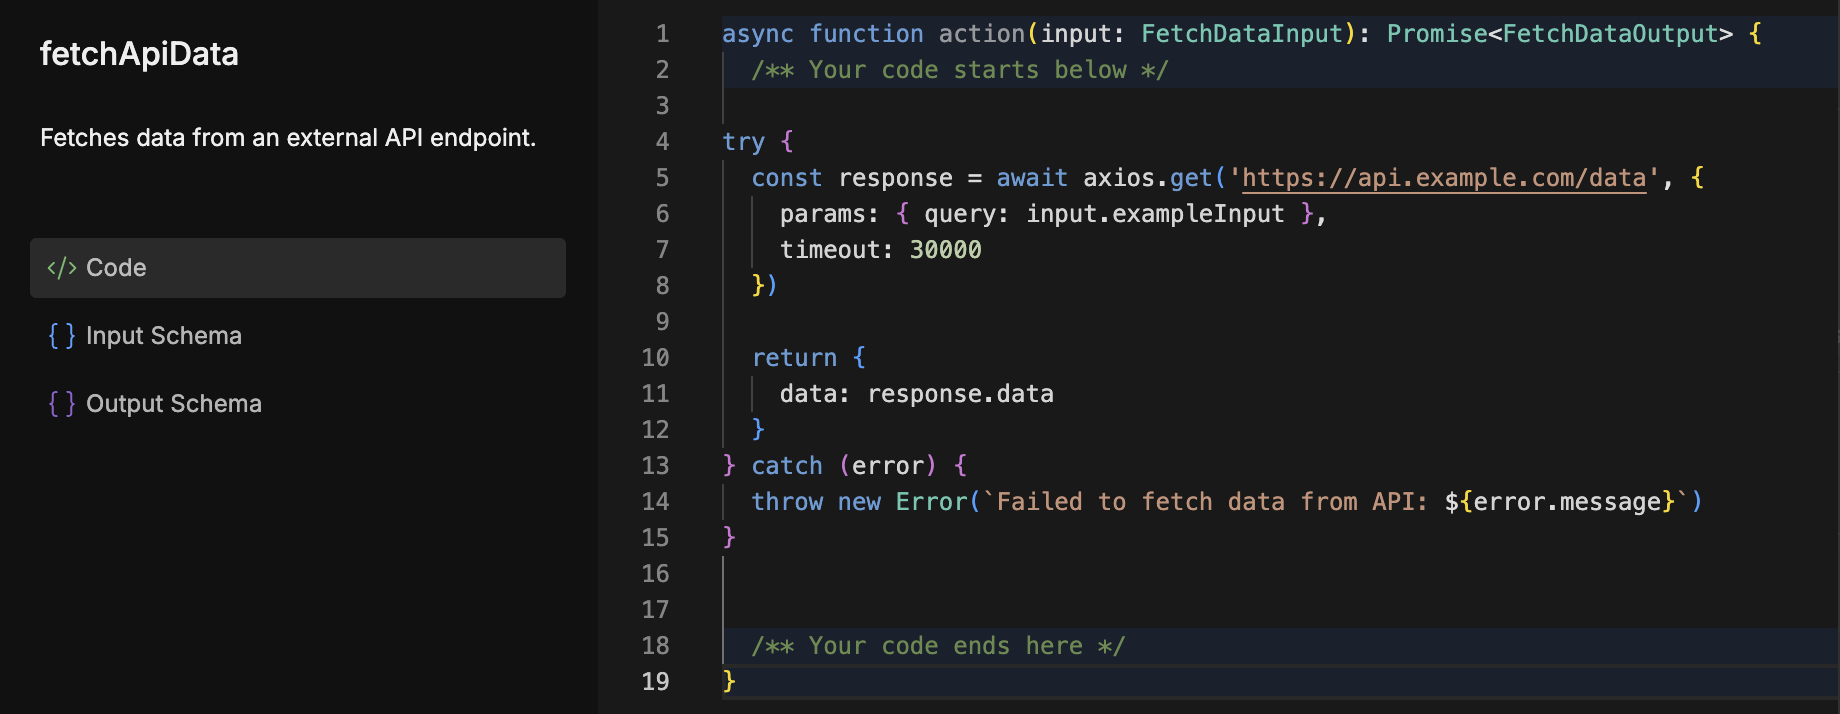 fetchApiData
Fetches data from an external API endpoint.
</> Code
{ } Input Schema
{ } Output Schema
1 async function action(input: FetchDataInput): Promise<FetchDataOutput> {
2   /** Your code starts below */
3
4 try {
5   const response = await axios.get('https://api.example.com/data', {
6     params: { query: input.exampleInput },
7     timeout: 30000
8   })
9
10   return {
11     data: response.data
12   }
13 } catch (error) {
14   throw new Error(`Failed to fetch data from API: ${error.message}`)
15 }
16
17
18   /** Your code ends here */
19 }